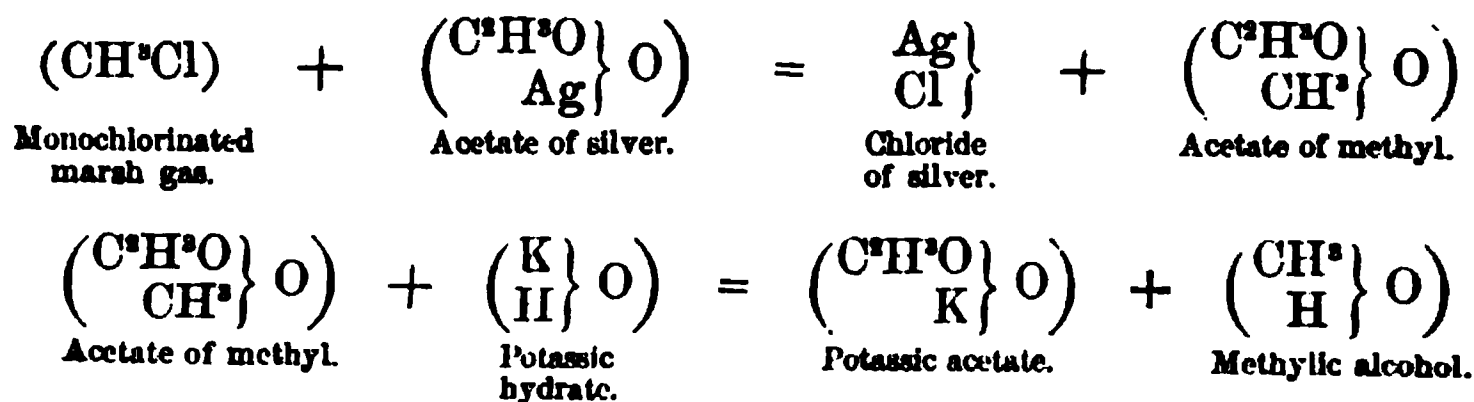 (CH³Cl) + (C²H³O} O) = Ag} + (C²H³O} O)
Ag Cl CH³
Monochlorinated marsh gas. Acetate of silver. Chloride of silver. Acetate of methyl.
(C²H³O} O) + (K} O) = (C²H³O} O) + (CH³} O)
CH³ H K H
Acetate of methyl. Potassic hydrate. Potassic acetate. Methylic alcohol.